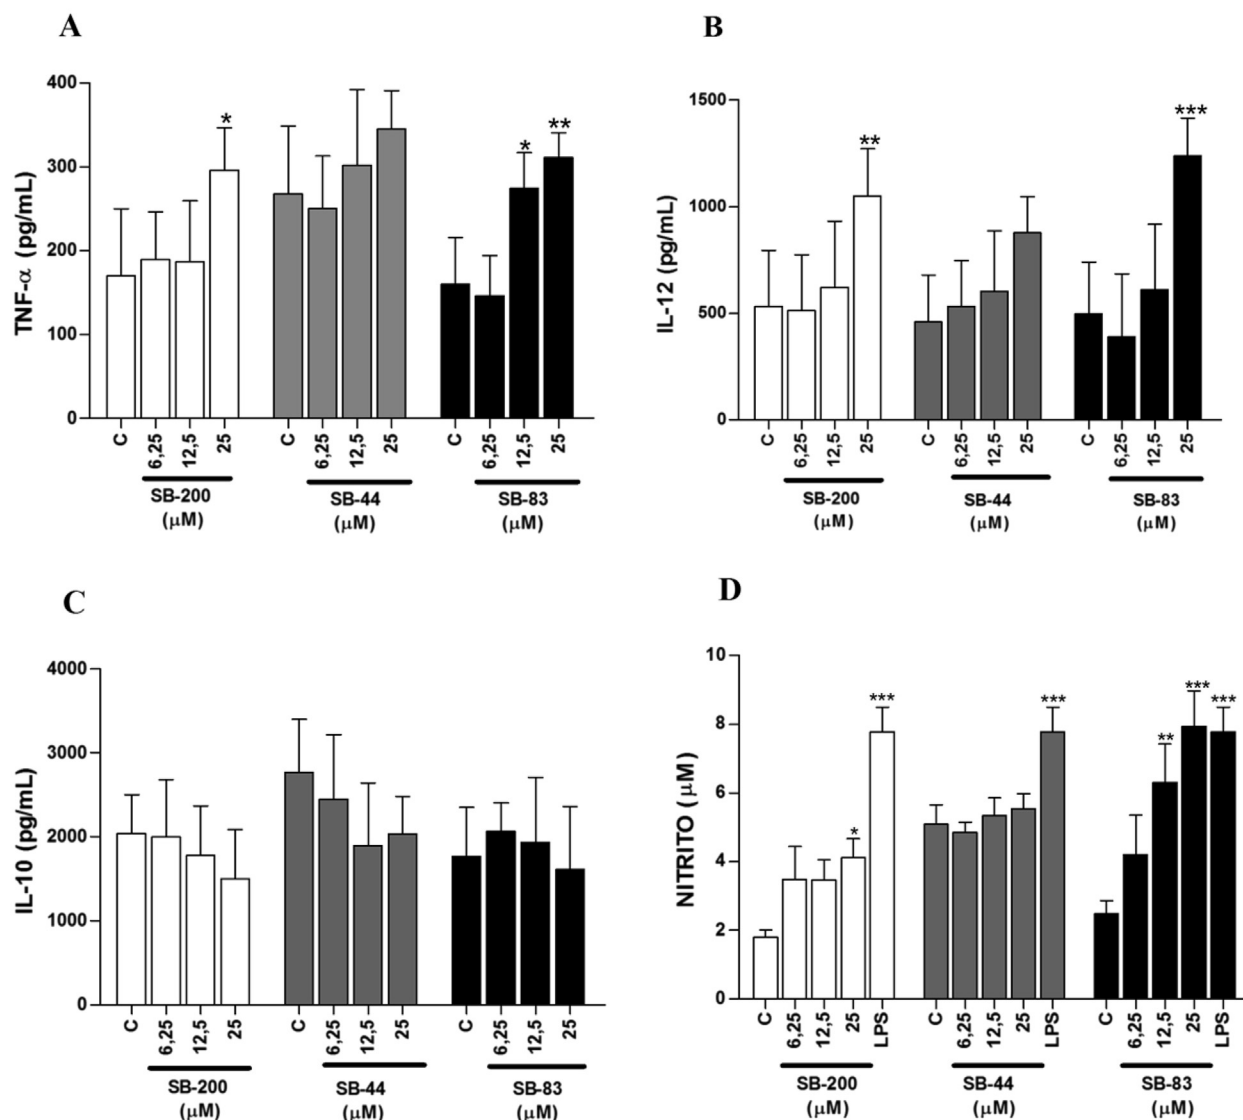 A
TNF-α (pg/mL)
400
300
200
100
0
*
*
**
C
6,25
12,5
25
C
6,25
12,5
25
C
6,25
12,5
25
SB-200
(μM)
SB-44
(μM)
SB-83
(μM)
B
IL-12 (pg/mL)
1500
1000
500
0
**
***
C
6,25
12,5
25
C
6,25
12,5
25
C
6,25
12,5
25
SB-200
(μM)
SB-44
(μM)
SB-83
(μM)
C
IL-10 (pg/mL)
4000
3000
2000
1000
0
C
6,25
12,5
25
C
6,25
12,5
25
C
6,25
12,5
25
SB-200
(μM)
SB-44
(μM)
SB-83
(μM)
D
NITRITO (μM)
10
8
6
4
2
0
*
***
***
**
***
***
C
6,25
12,5
25
LPS
C
6,25
12,5
25
LPS
C
6,25
12,5
25
LPS
SB-200
(μM)
SB-44
(μM)
SB-83
(μM)